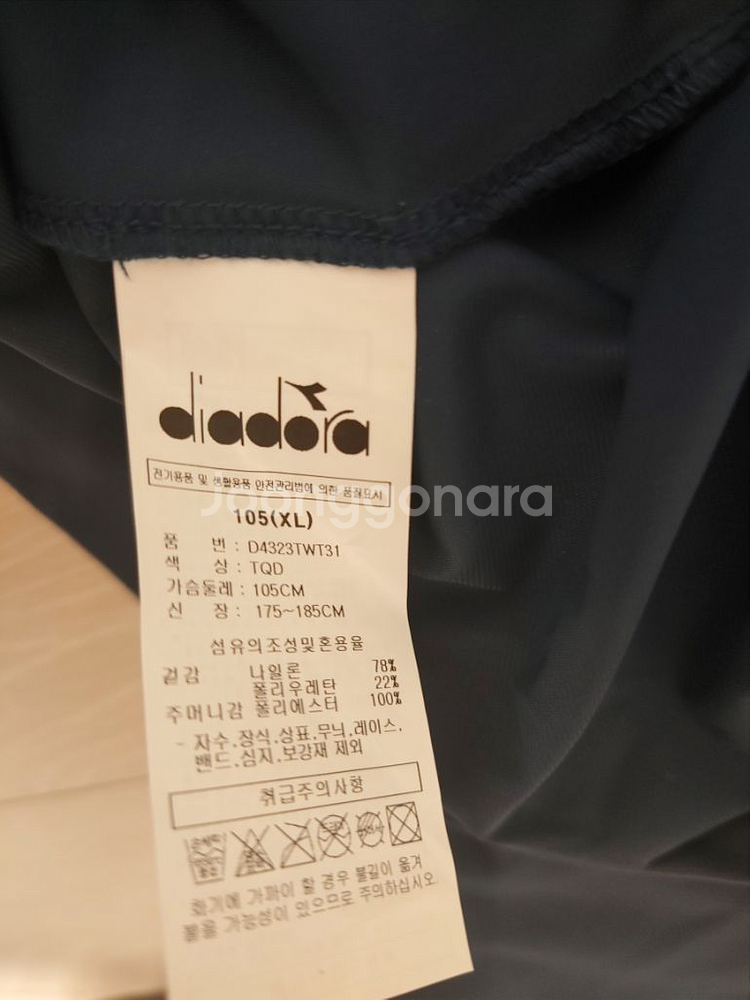 diadora
전기용품 및 생활용품 안전관리법에 의한 품질표시
Joonggonara
105(XL)
품 번 : D4323TWT31
색 상 : TQD
가슴둘레 : 105CM
신 장 : 175~185CM
섬유의조성및혼용율
겉감 나일론 78%
폴리우레탄 22%
주머니감 폴리에스터 100%
- 자수.장식.상표.무늬.레이스.
밴드.심지.보강재 제외
취급주의사항
화기에 가까이 할 경우 불길이 옮겨
붙을 가능성이 있으므로 주의하십시오